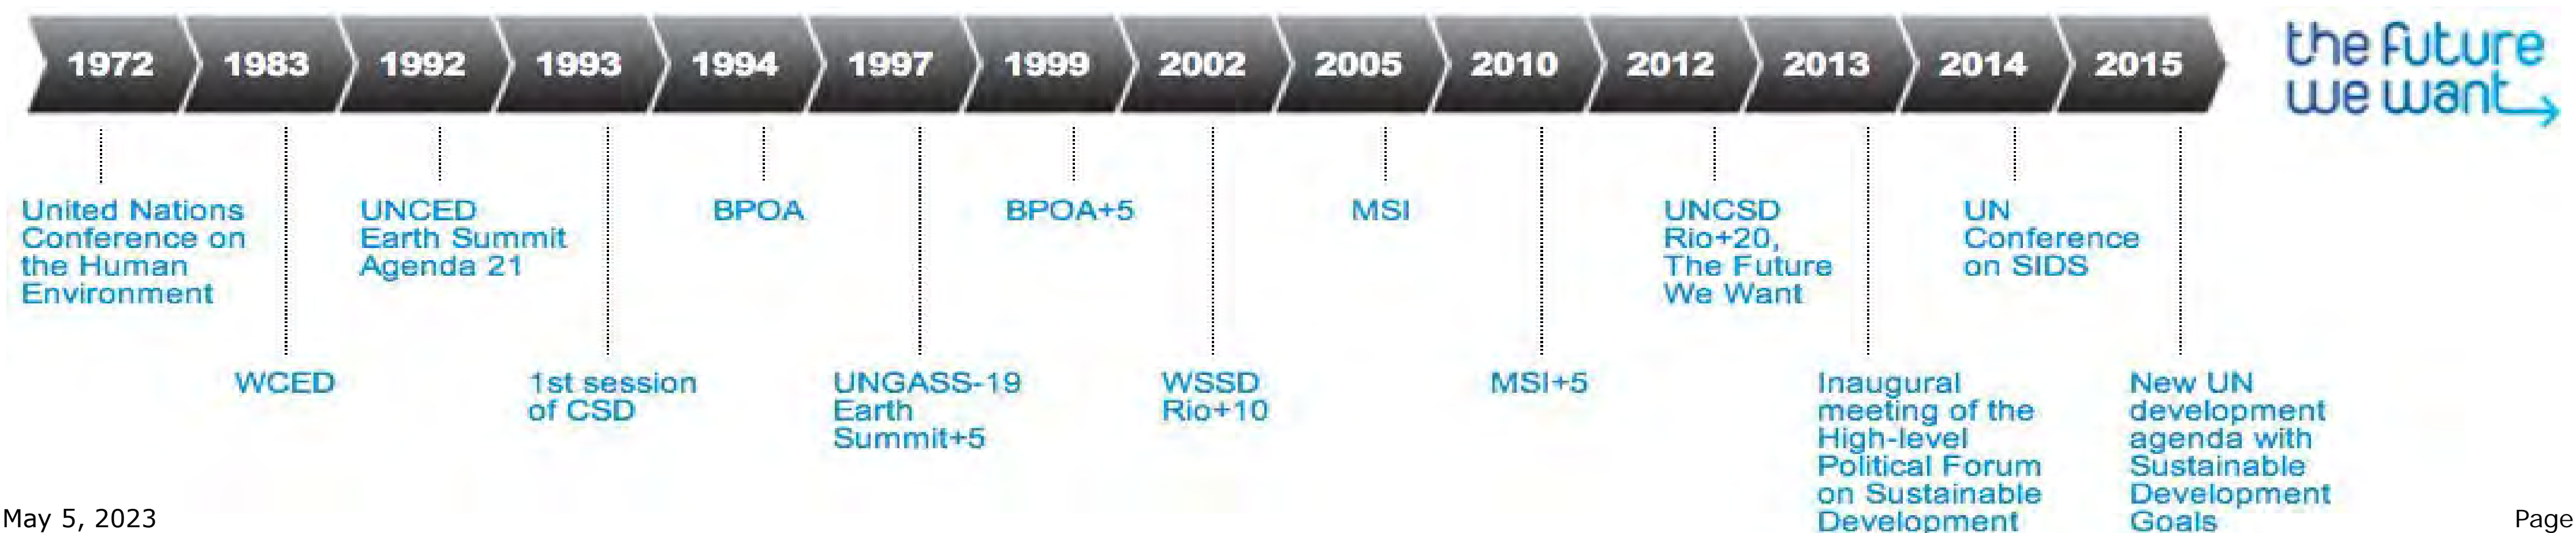 1972 1983 1992 1993 1994 1997 1999 2002 2005 2010 2012 2013 2014 2015
the future
we want
United Nations
Conference on
the Human
Environment
WCED
UNCED
Earth Summit
Agenda 21
1st session
of CSD
BPOA
UNGASS-19
Earth
Summit+5
BPOA+5
WSSD
Rio+10
MSI
MSI+5
UNCSD
Rio+20,
The Future
We Want
Inaugural
meeting of the
High-level
Political Forum
on Sustainable
Development
UN
Conference
on SIDS
New UN
development
agenda with
Sustainable
Development
Goals
May 5, 2023
Page